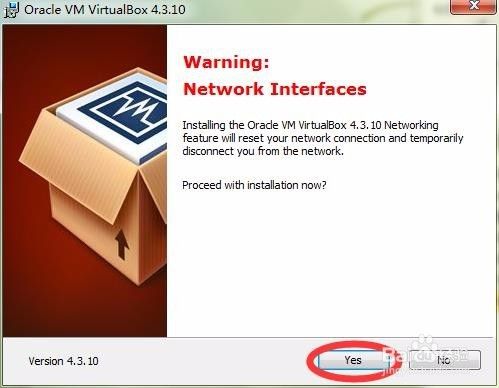 Oracle VM VirtualBox 4.3.10
Warning:
Network Interfaces
Installing the Oracle VM VirtualBox 4.3.10 Networking
feature will reset your network connection and temporarily
disconnect you from the network.
Proceed with installation now?
Version 4.3.10
Yes
No